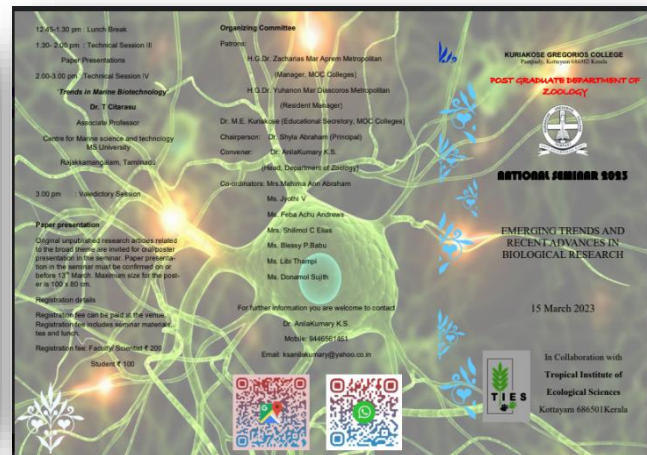 12.45-1.30 pm : Lunch Break
1.30- 2.00 pm : Technical Session III
Paper Presentations
2.00-3.00 pm : Technical Session IV
'Trends in Marine Biotechnology'
Dr. T Citarasu
Associate Professor
Centre for Marine science and technology
MS University
Rajakkamangalam, Tamilnadu
3.00 pm : Valedictory Session
Paper presentation
Original unpublished research articles related
to the broad theme are invited for oral/poster
presentation in the seminar. Paper presenta-
tion in the seminar must be confirmed on or
before 13th March. Maximum size for the post-
er is 100 x 80 cm.
Registration details
Registration fee can be paid at the venue.
Registration fee includes seminar materials,
tea and lunch.
Registration fee: Faculty/ Scientist ₹ 200
Student ₹ 100
Organizing Committee
Patrons:
H.G.Dr. Zacharias Mar Aprem Metropolitan
(Manager, MOC Colleges)
H.G.Dr. Yuhanon Mar Diascoros Metropolitan
(Resident Manager)
Dr. M.E. Kuriakose (Educational Secretory, MOC Colleges)
Chairperson: Dr. Shyla Abraham (Principal)
Convener: Dr. AnilaKumary K.S.
(Head, Department of Zoology)
Co-ordinators: Mrs.Mahima Ann Abraham
Ms. Jyothi V
Ms. Feba Achu Andrews
Mrs. Shilimol C Elias
Ms. Blessy P.Babu
Ms. Libi Thampi
Ms. Donamol Sujith
For further information you are welcome to contact
Dr. AnilaKumary K.S.
Mobile: 9446561461
Email: ksanilakumary@yahoo.co.in
KURIAKOSE GREGORIOS COLLEGE
Pampady, Kottayam 686502 Kerala
POST GRADUATE DEPARTMENT OF
ZOOLOGY
NATIONAL SEMINAR 2023
EMERGING TRENDS AND
RECENT ADVANCES IN
BIOLOGICAL RESEARCH
15 March 2023
TIES
In Collaboration with
Tropical Institute of
Ecological Sciences
Kottayam 686501Kerala